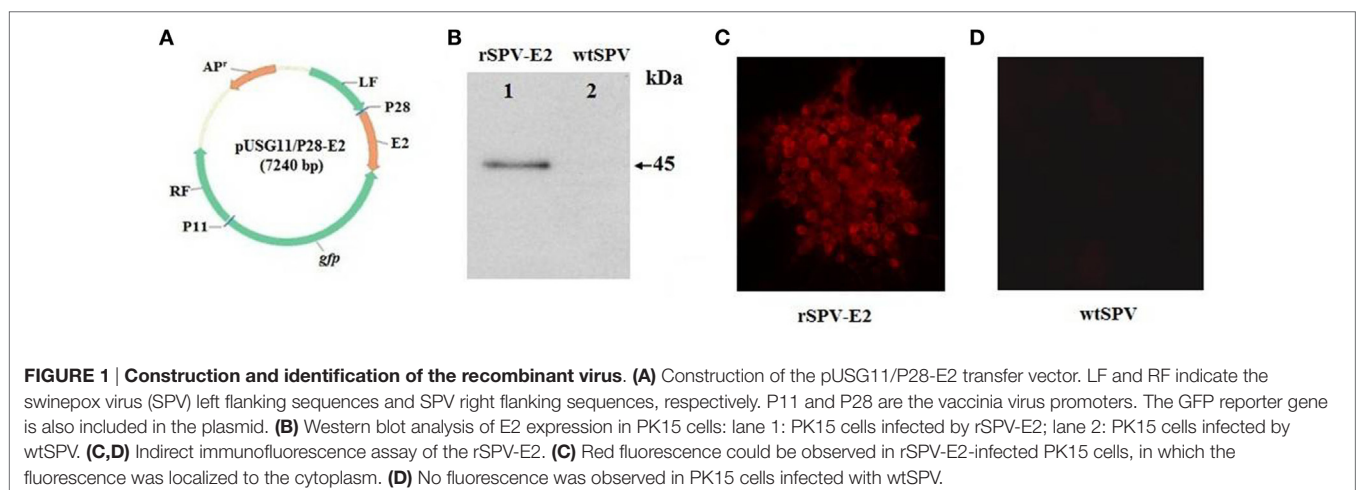 A
APr
LF
P28
E2
pUSG11/P28-E2
(7240 bp)
RF
P11
gfp
B
rSPV-E2 wtSPV
kDa
1 2
←45
C
rSPV-E2
D
wtSPV
FIGURE 1 | Construction and identification of the recombinant virus. (A) Construction of the pUSG11/P28-E2 transfer vector. LF and RF indicate the
swinepox virus (SPV) left flanking sequences and SPV right flanking sequences, respectively. P11 and P28 are the vaccinia virus promoters. The GFP reporter gene
is also included in the plasmid. (B) Western blot analysis of E2 expression in PK15 cells: lane 1: PK15 cells infected by rSPV-E2; lane 2: PK15 cells infected by
wtSPV. (C,D) Indirect immunofluorescence assay of the rSPV-E2. (C) Red fluorescence could be observed in rSPV-E2-infected PK15 cells, in which the
fluorescence was localized to the cytoplasm. (D) No fluorescence was observed in PK15 cells infected with wtSPV.